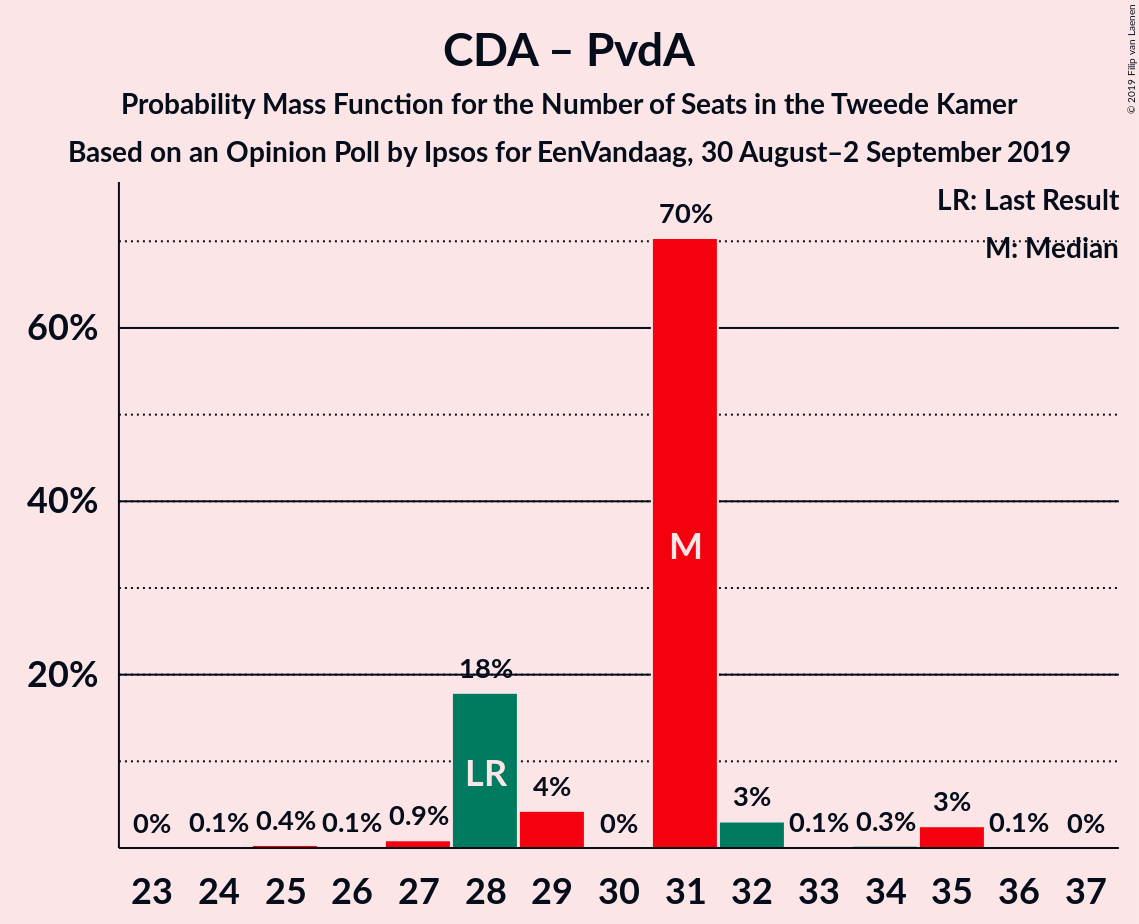 CDA – PvdA
Probability Mass Function for the Number of Seats in the Tweede Kamer
Based on an Opinion Poll by Ipsos for EenVandaag, 30 August–2 September 2019
© 2019 Filip van Laenen
LR: Last Result
M: Median
60%
40%
20%
0%
0.1%
0.4%
0.1%
0.9%
18%
4%
0%
70%
3%
0.1%
0.3%
3%
0.1%
0%
LR
M
23 24 25 26 27 28 29 30 31 32 33 34 35 36 37